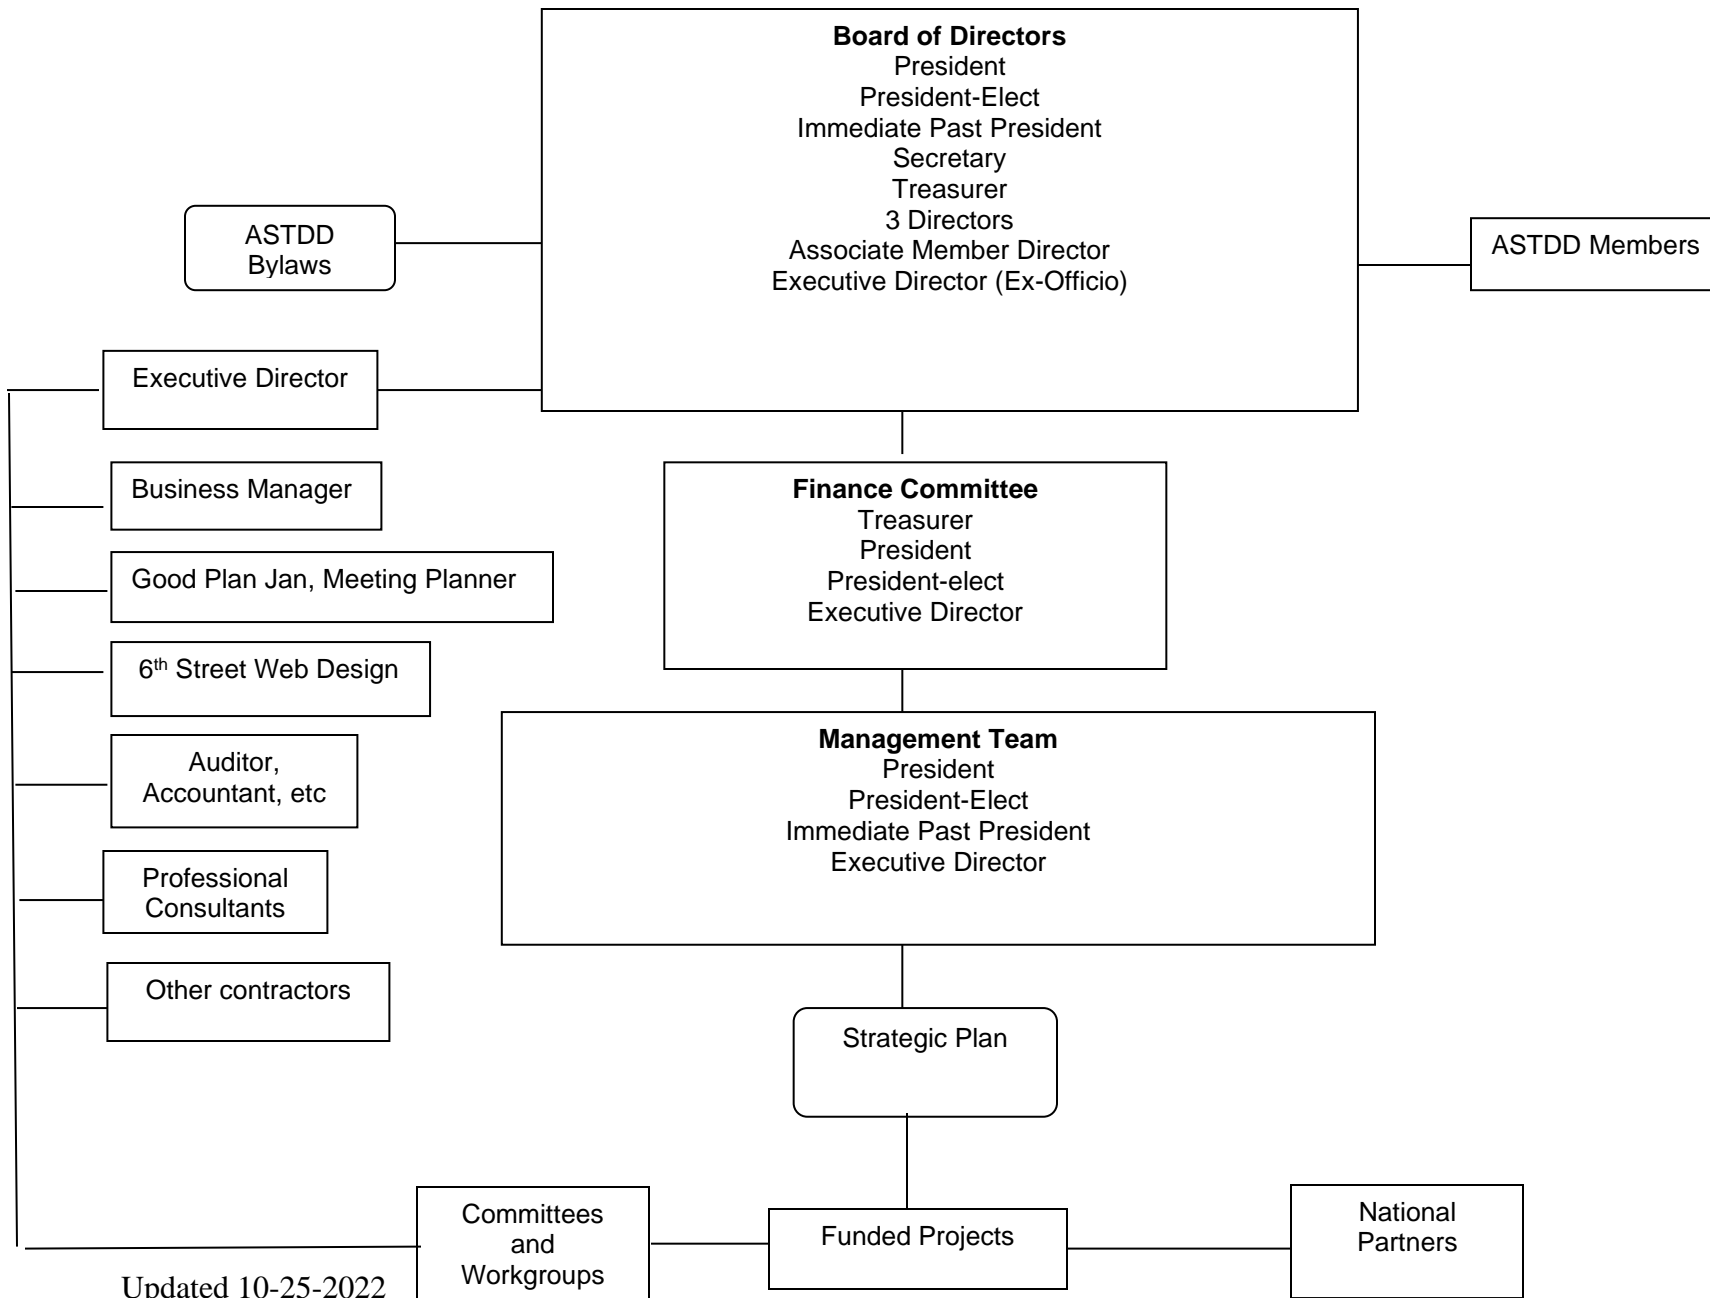 Board of Directors
President
President-Elect
Immediate Past President
Secretary
Treasurer
3 Directors
Associate Member Director
Executive Director (Ex-Officio)
ASTDD
Bylaws
ASTDD Members
Executive Director
Business Manager
Good Plan Jan, Meeting Planner
6th Street Web Design
Auditor,
Accountant, etc
Professional
Consultants
Other contractors
Finance Committee
Treasurer
President
President-elect
Executive Director
Management Team
President
President-Elect
Immediate Past President
Executive Director
Strategic Plan
Committees
and
Workgroups
Funded Projects
National
Partners
Updated 10-25-2022